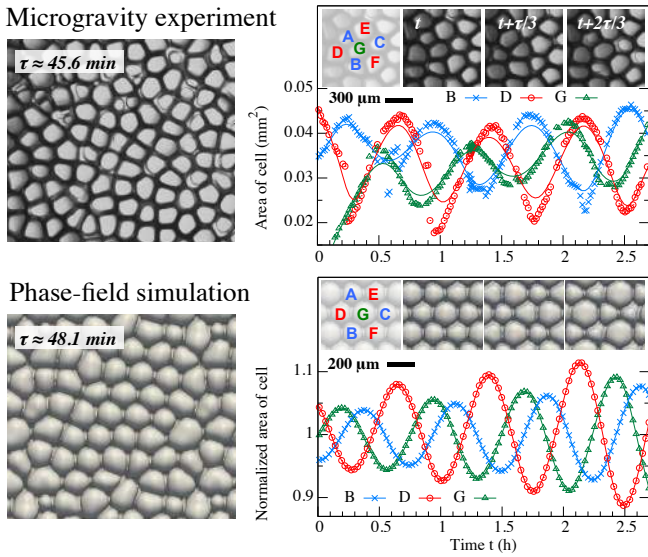 Microgravity experiment
τ ≈ 45.6 min
A E
D G C
B F
t
t+τ/3
t+2τ/3
300 µm
B D G
Area of cell (mm²)
0.05
0.04
0.03
0.02
0 0.5 1 1.5 2 2.5
Phase-field simulation
τ ≈ 48.1 min
A E
D G C
B F
200 µm
Normalized area of cell
1.1
1
0.9
B D G
0 0.5 1 1.5 2 2.5
Time t (h)